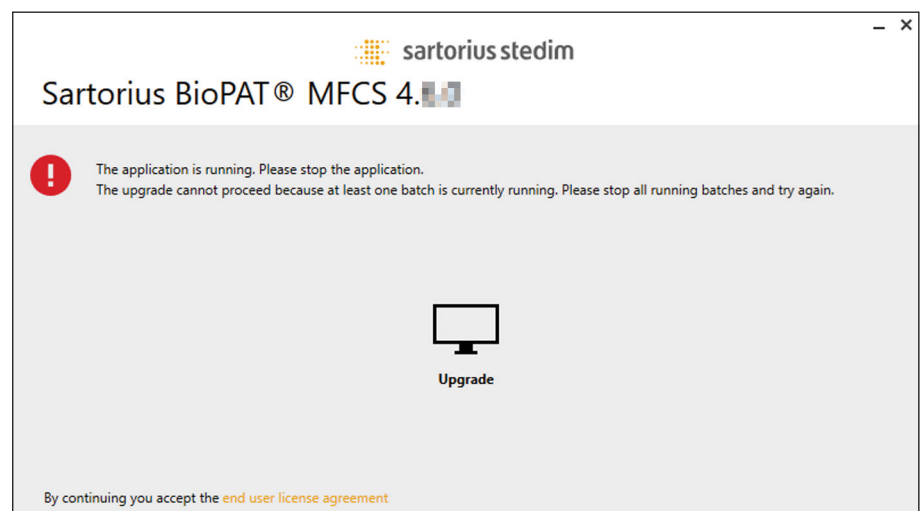 sartorius stedim
Sartorius BioPAT® MFCS 4.
The application is running. Please stop the application.
The upgrade cannot proceed because at least one batch is currently running. Please stop all running batches and try again.
Upgrade
By continuing you accept the end user license agreement